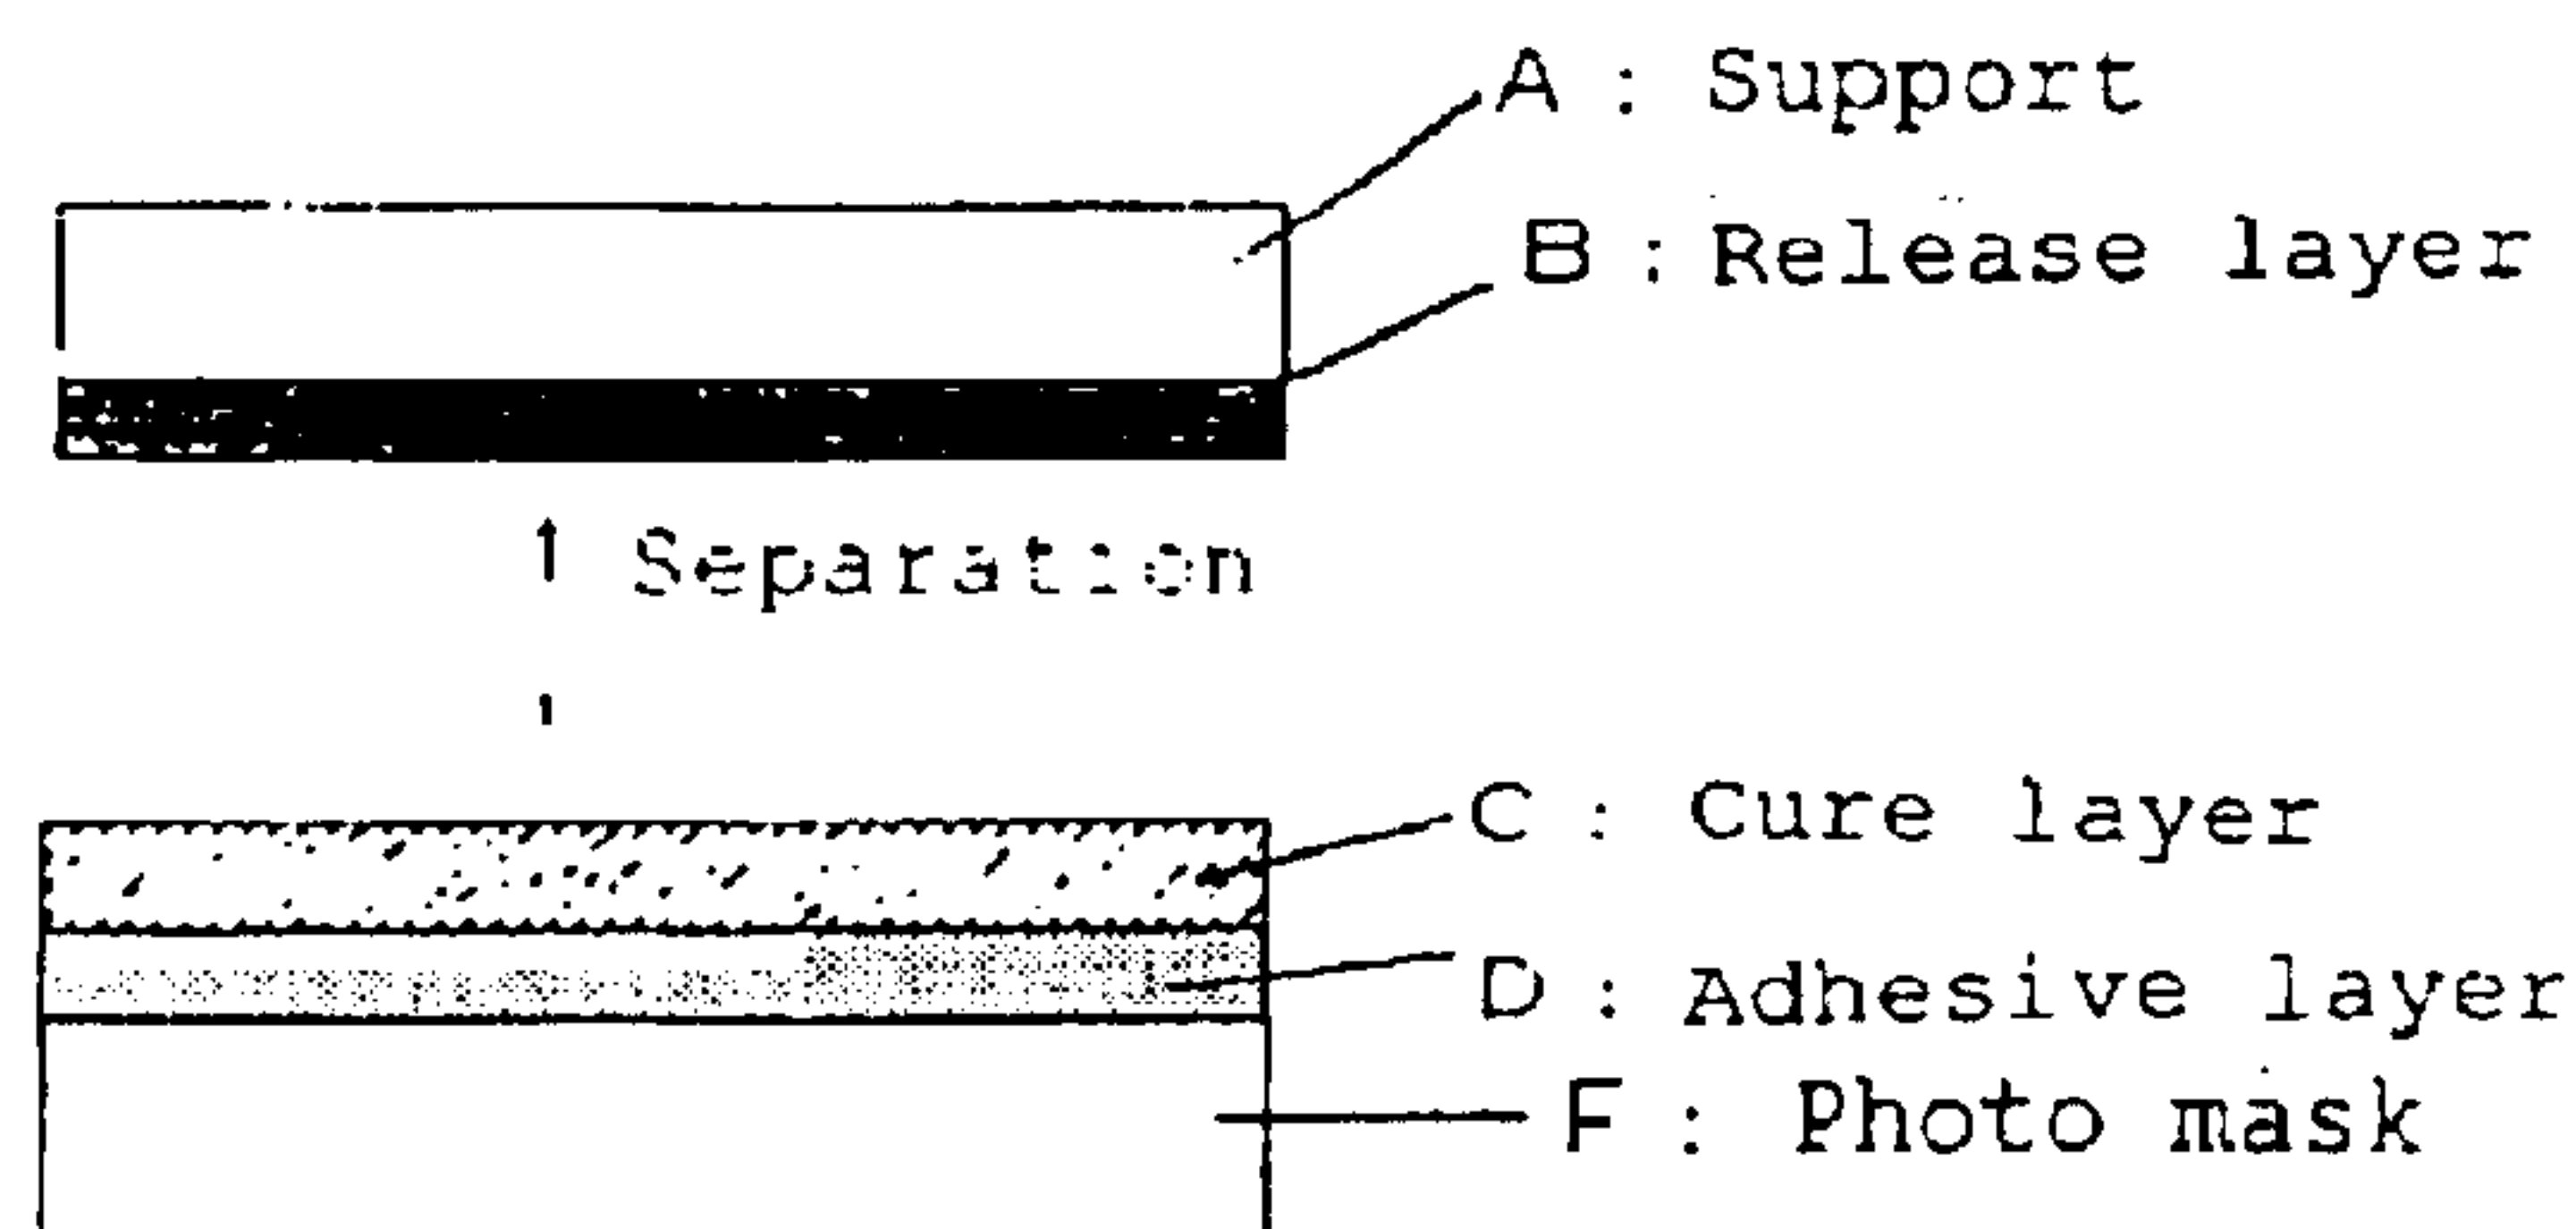 A : Support
B : Release layer
Separation
C : Cure layer
D : Adhesive layer
F : Photo mask